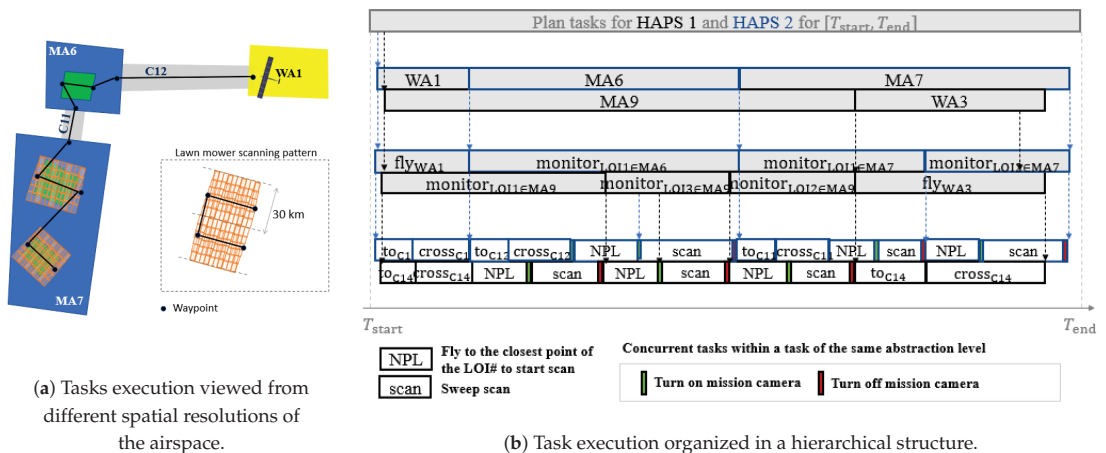 MA6
C12
WA1
C11
MA7
Lawn mower scanning pattern
30 km
Waypoint
(a) Tasks execution viewed from
different spatial resolutions of
the airspace.
Plan tasks for HAPS 1 and HAPS 2 for [Tstart, Tend]
WA1 MA6 MA7
MA9 WA3
flyWA1 monitorLOI1∈MA6 monitorLOI1∈MA7 monitorLOI2∈MA7
monitorLOI1∈MA9 monitorLOI3∈MA9 monitorLOI2∈MA9 flyWA3
toC1 crossC1 toC12 crossC12 NPL scan toC11 crossC11 NPL scan NPL scan
toC14 crossC14 NPL scan NPL scan NPL scan toC14 crossC14
Tstart Tend
NPL Fly to the closest point of
the LOI# to start scan
scan Sweep scan
Concurrent tasks within a task of the same abstraction level
Turn on mission camera Turn off mission camera
(b) Task execution organized in a hierarchical structure.